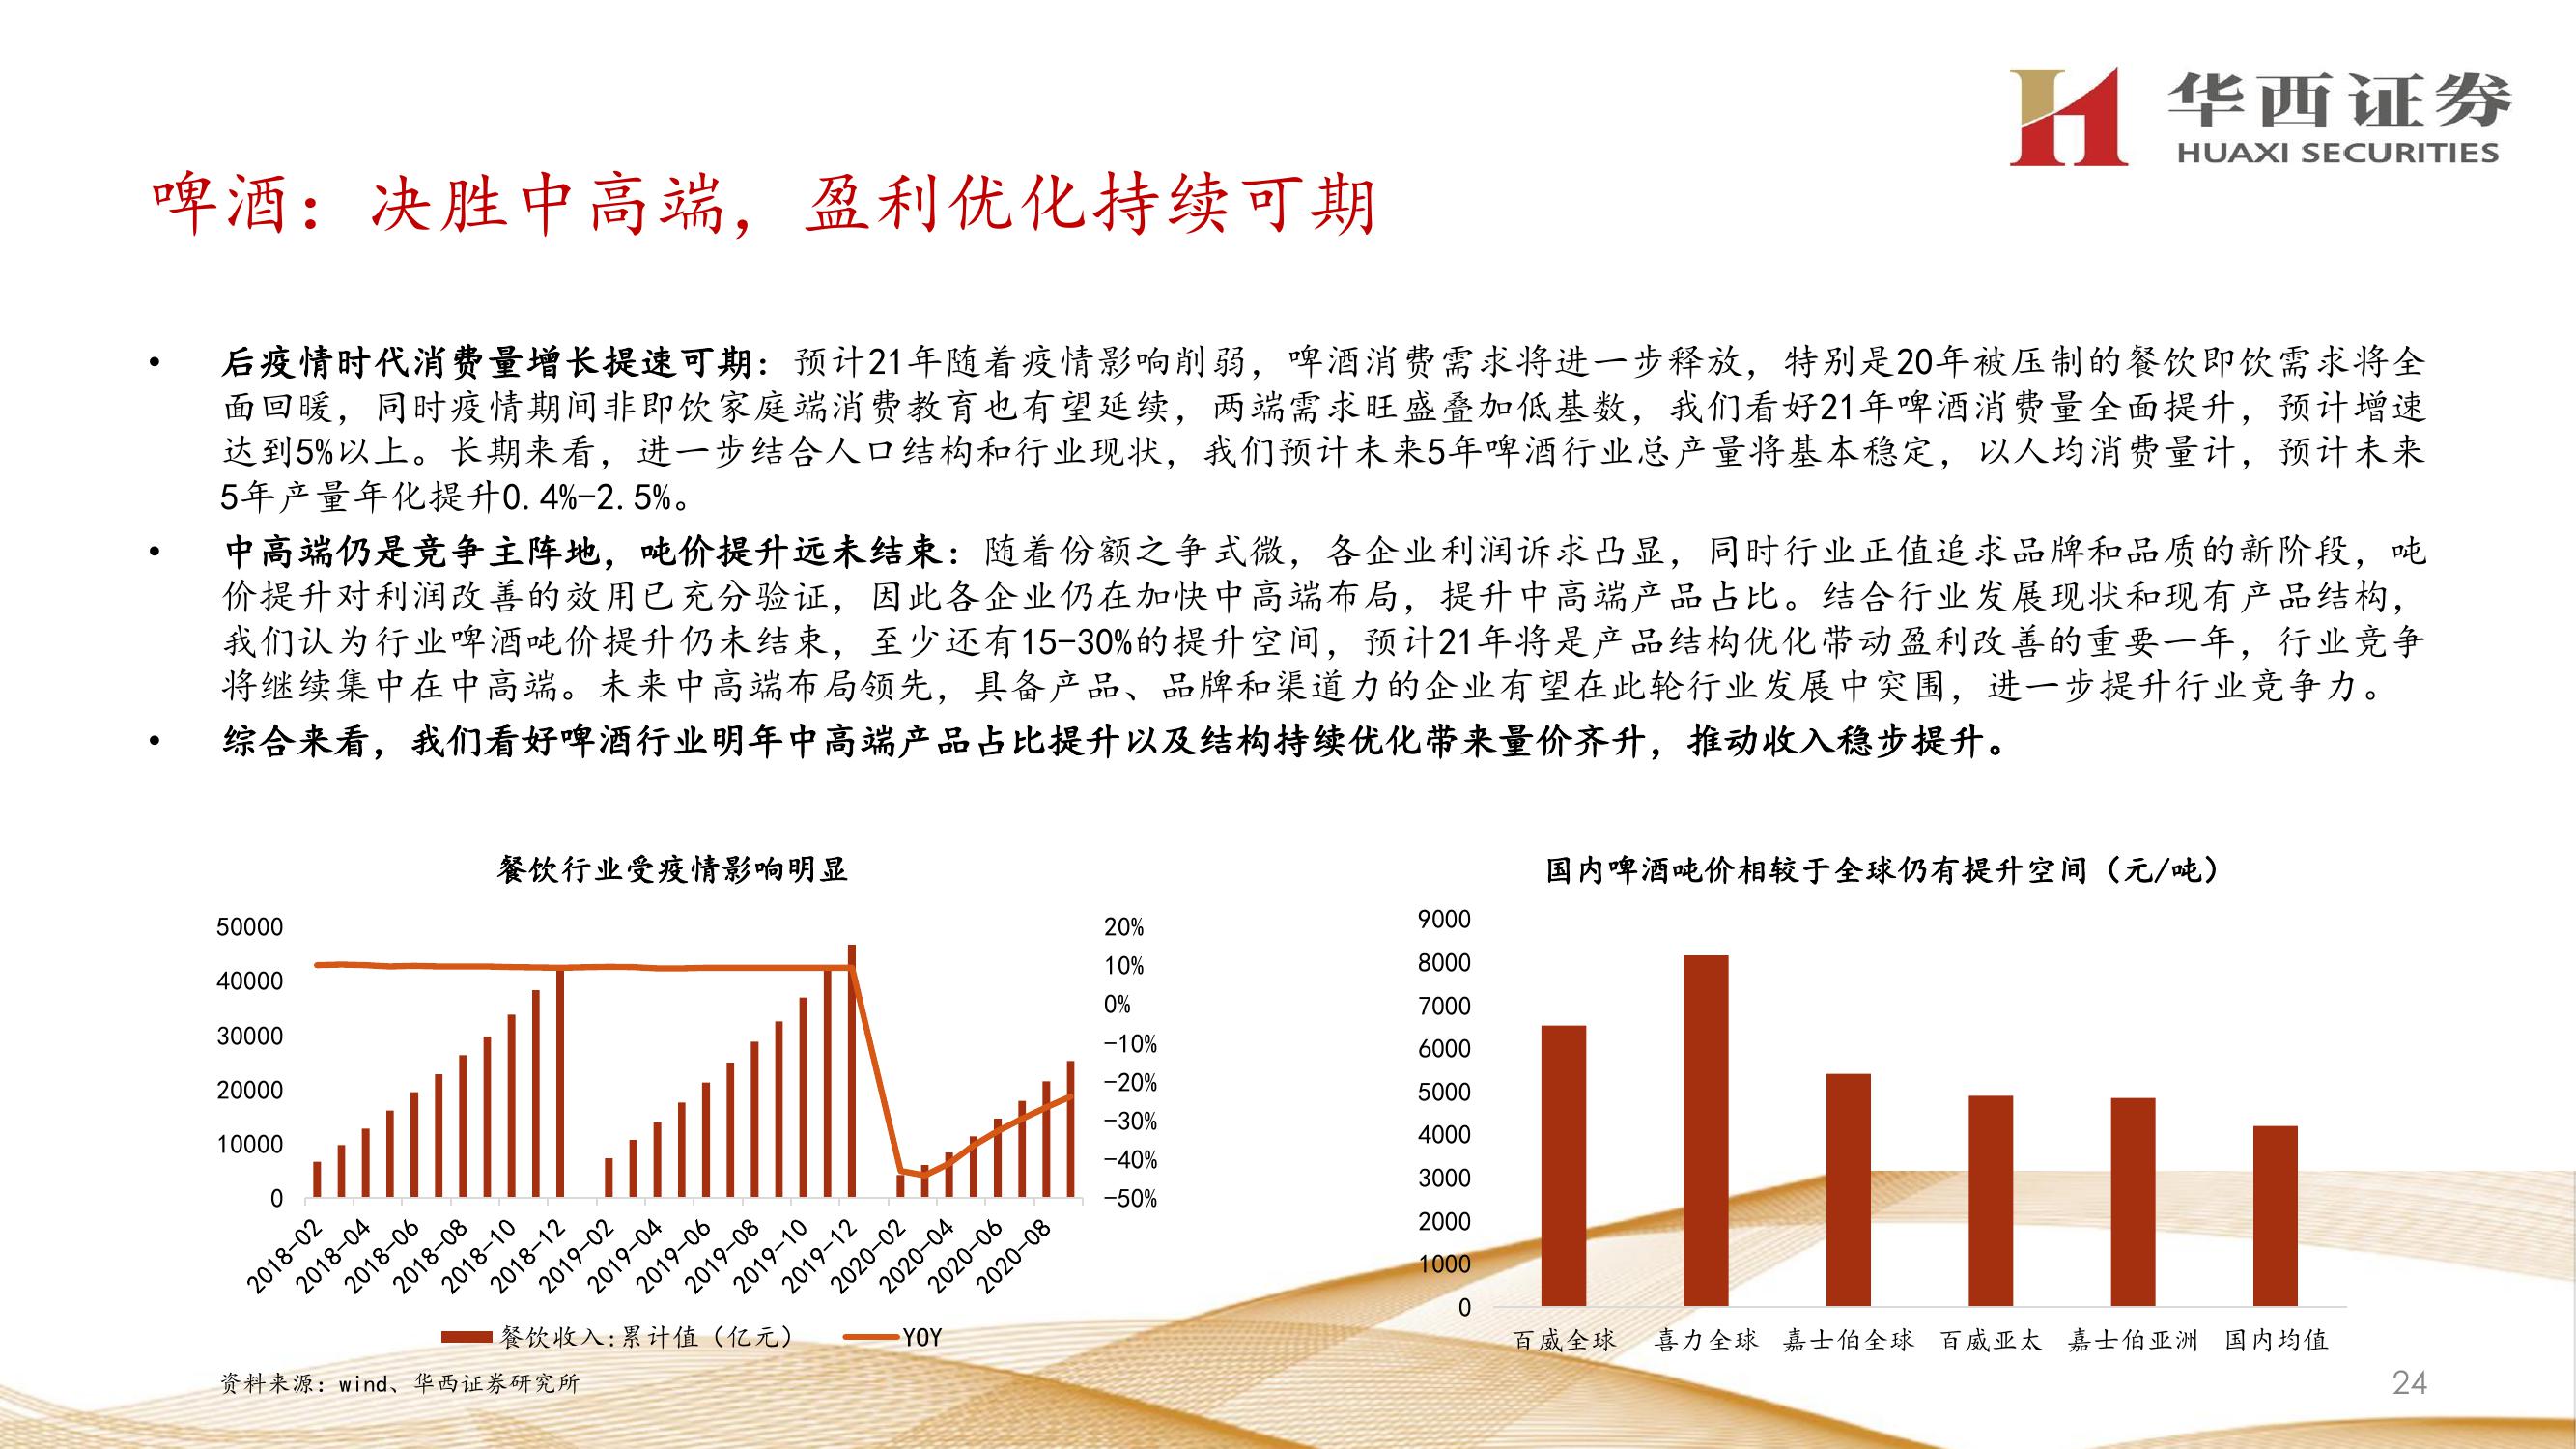 华西证券
HUAXI SECURITIES
啤酒：决胜中高端，盈利优化持续可期
• 后疫情时代消费量增长提速可期：预计21年随着疫情影响削弱，啤酒消费需求将进一步释放，特别是20年被压制的餐饮即饮需求将全
面回暖，同时疫情期间非即饮家庭端消费教育也有望延续，两端需求旺盛叠加低基数，我们看好21年啤酒消费量全面提升，预计增速
达到5%以上。长期来看，进一步结合人口结构和行业现状，我们预计未来5年啤酒行业总产量将基本稳定，以人均消费量计，预计未来
5年产量年化提升0.4%-2.5%。
• 中高端仍是竞争主阵地，吨价提升远未结束：随着份额之争式微，各企业利润诉求凸显，同时行业正值追求品牌和品质的新阶段，吨
价提升对利润改善的效用已充分验证，因此各企业仍在加快中高端布局，提升中高端产品占比。结合行业发展现状和现有产品结构，
我们认为行业啤酒吨价提升仍未结束，至少还有15-30%的提升空间，预计21年将是产品结构优化带动盈利改善的重要一年，行业竞争
将继续集中在中高端。未来中高端布局领先，具备产品、品牌和渠道力的企业有望在此轮行业发展中突围，进一步提升行业竞争力。
• 综合来看，我们看好啤酒行业明年中高端产品占比提升以及结构持续优化带来量价齐升，推动收入稳步提升。
餐饮行业受疫情影响明显
50000
40000
30000
20000
10000
0
20%
10%
0%
-10%
-20%
-30%
-40%
-50%
2018-02
2018-04
2018-06
2018-08
2018-10
2018-12
2019-02
2019-04
2019-06
2019-08
2019-10
2019-12
2020-02
2020-04
2020-06
2020-08
餐饮收入:累计值（亿元） YOY
国内啤酒吨价相较于全球仍有提升空间（元/吨）
9000
8000
7000
6000
5000
4000
3000
2000
1000
0
百威全球 喜力全球 嘉士伯全球 百威亚太 嘉士伯亚洲 国内均值
资料来源：wind、华西证券研究所
24